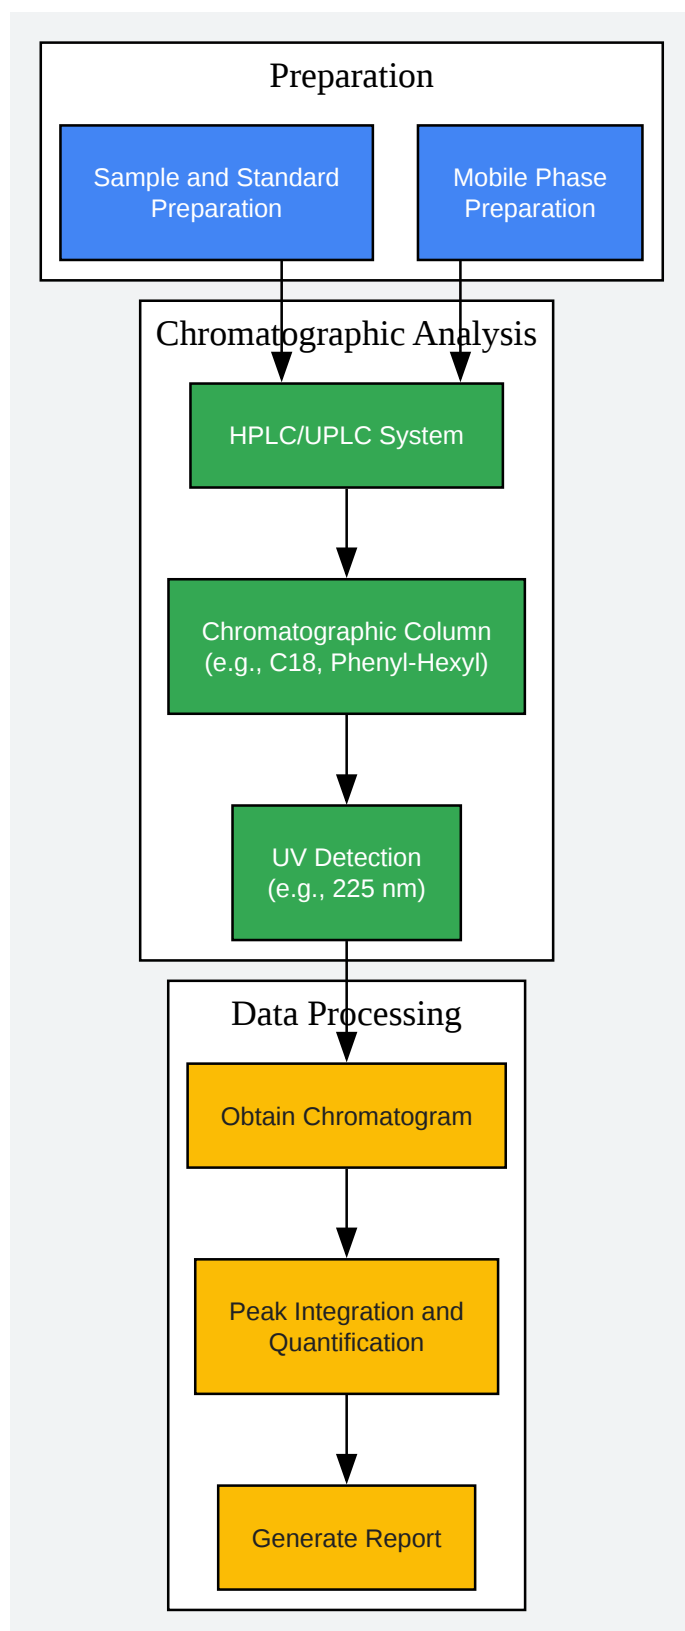 Preparation
Sample and Standard
Preparation
Mobile Phase
Preparation
Chromatographic Analysis
HPLC/UPLC System
Chromatographic Column
(e.g., C18, Phenyl-Hexyl)
UV Detection
(e.g., 225 nm)
Data Processing
Obtain Chromatogram
Peak Integration and
Quantification
Generate Report